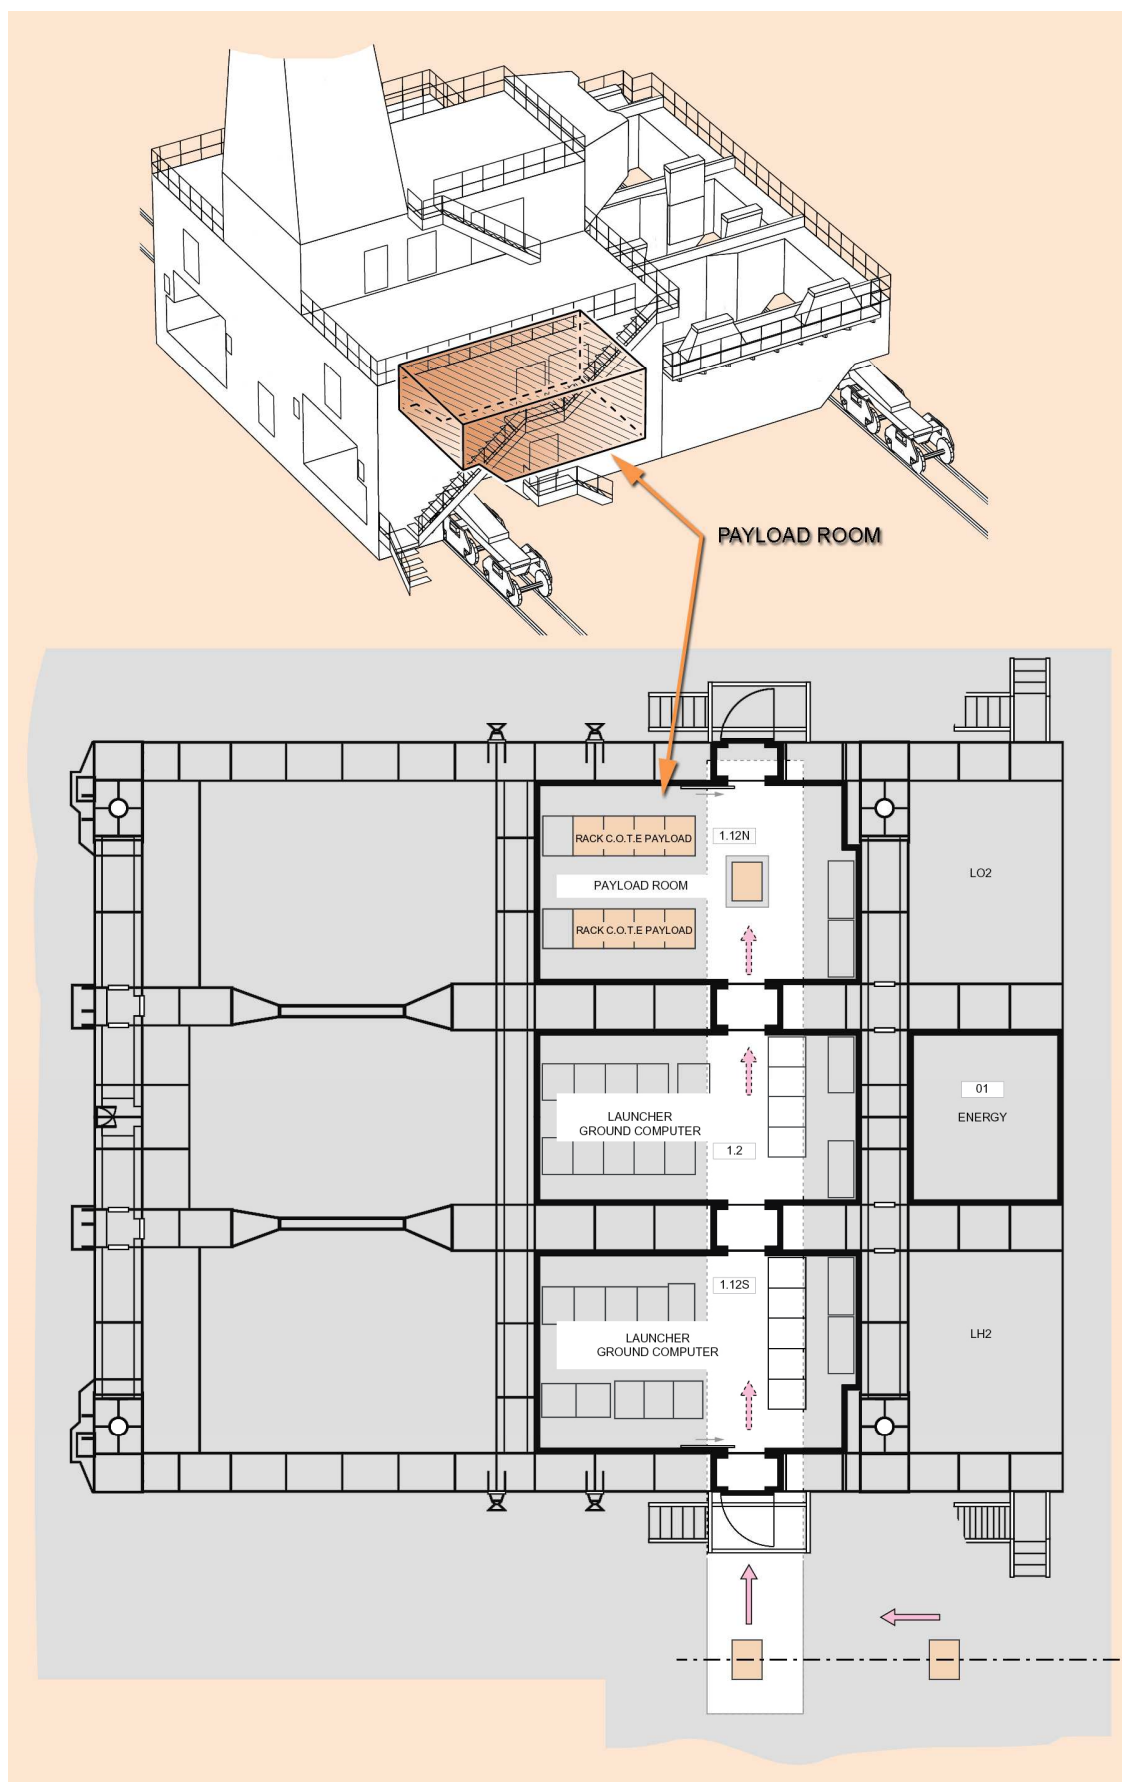 PAYLOAD ROOM
RACK C.O.T.E PAYLOAD
1.12N
PAYLOAD ROOM
LO2
RACK C.O.T.E PAYLOAD
LAUNCHER
GROUND COMPUTER
1.2
01
ENERGY
1.12S
LAUNCHER
GROUND COMPUTER
LH2